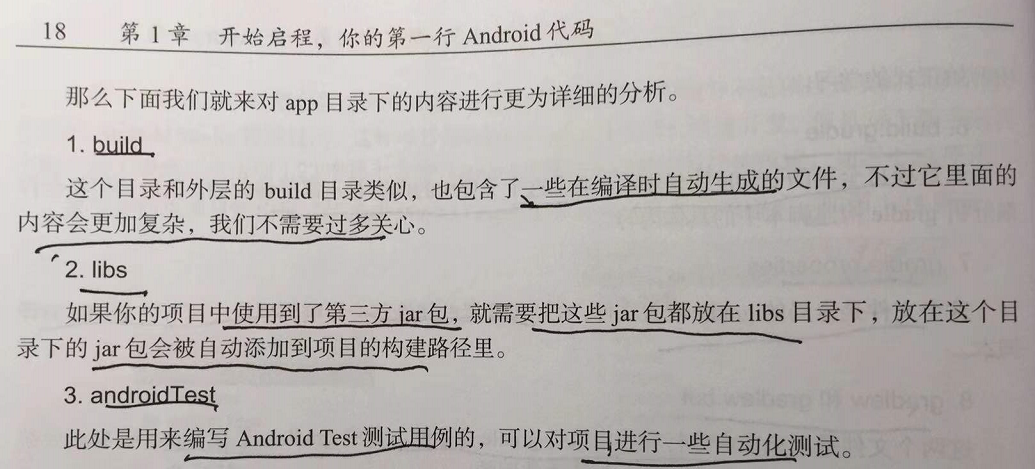 18 第 1 章 开始启程，你的第一行 Android 代码
那么下面我们就来对 app 目录下的内容进行更为详细的分析。
1. build
这个目录和外层的 build 目录类似，也包含了一些在编译时自动生成的文件，不过它里面的
内容会更加复杂，我们不需要过多关心。
2. libs
如果你的项目中使用到了第三方 jar 包，就需要把这些 jar 包都放在 libs 目录下，放在这个目
录下的 jar 包会被自动添加到项目的构建路径里。
3. androidTest
此处是用来编写 Android Test 测试用例的，可以对项目进行一些自动化测试。